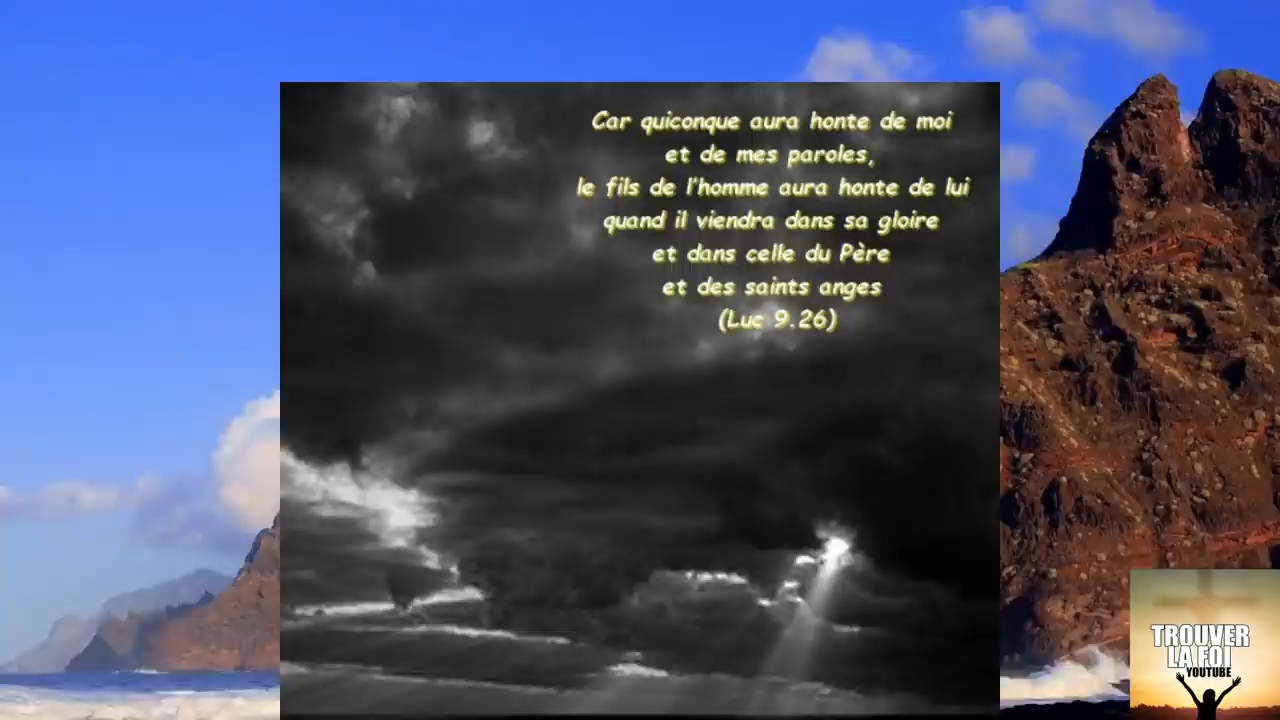 Car quiconque aura honte de moi
et de mes paroles,
le fils de l'homme aura honte de lui
quand il viendra dans sa gloire
et dans celle du Père
et des saints anges
(Luc 9.26)
TROUVER
LA FOI
YOUTUBE